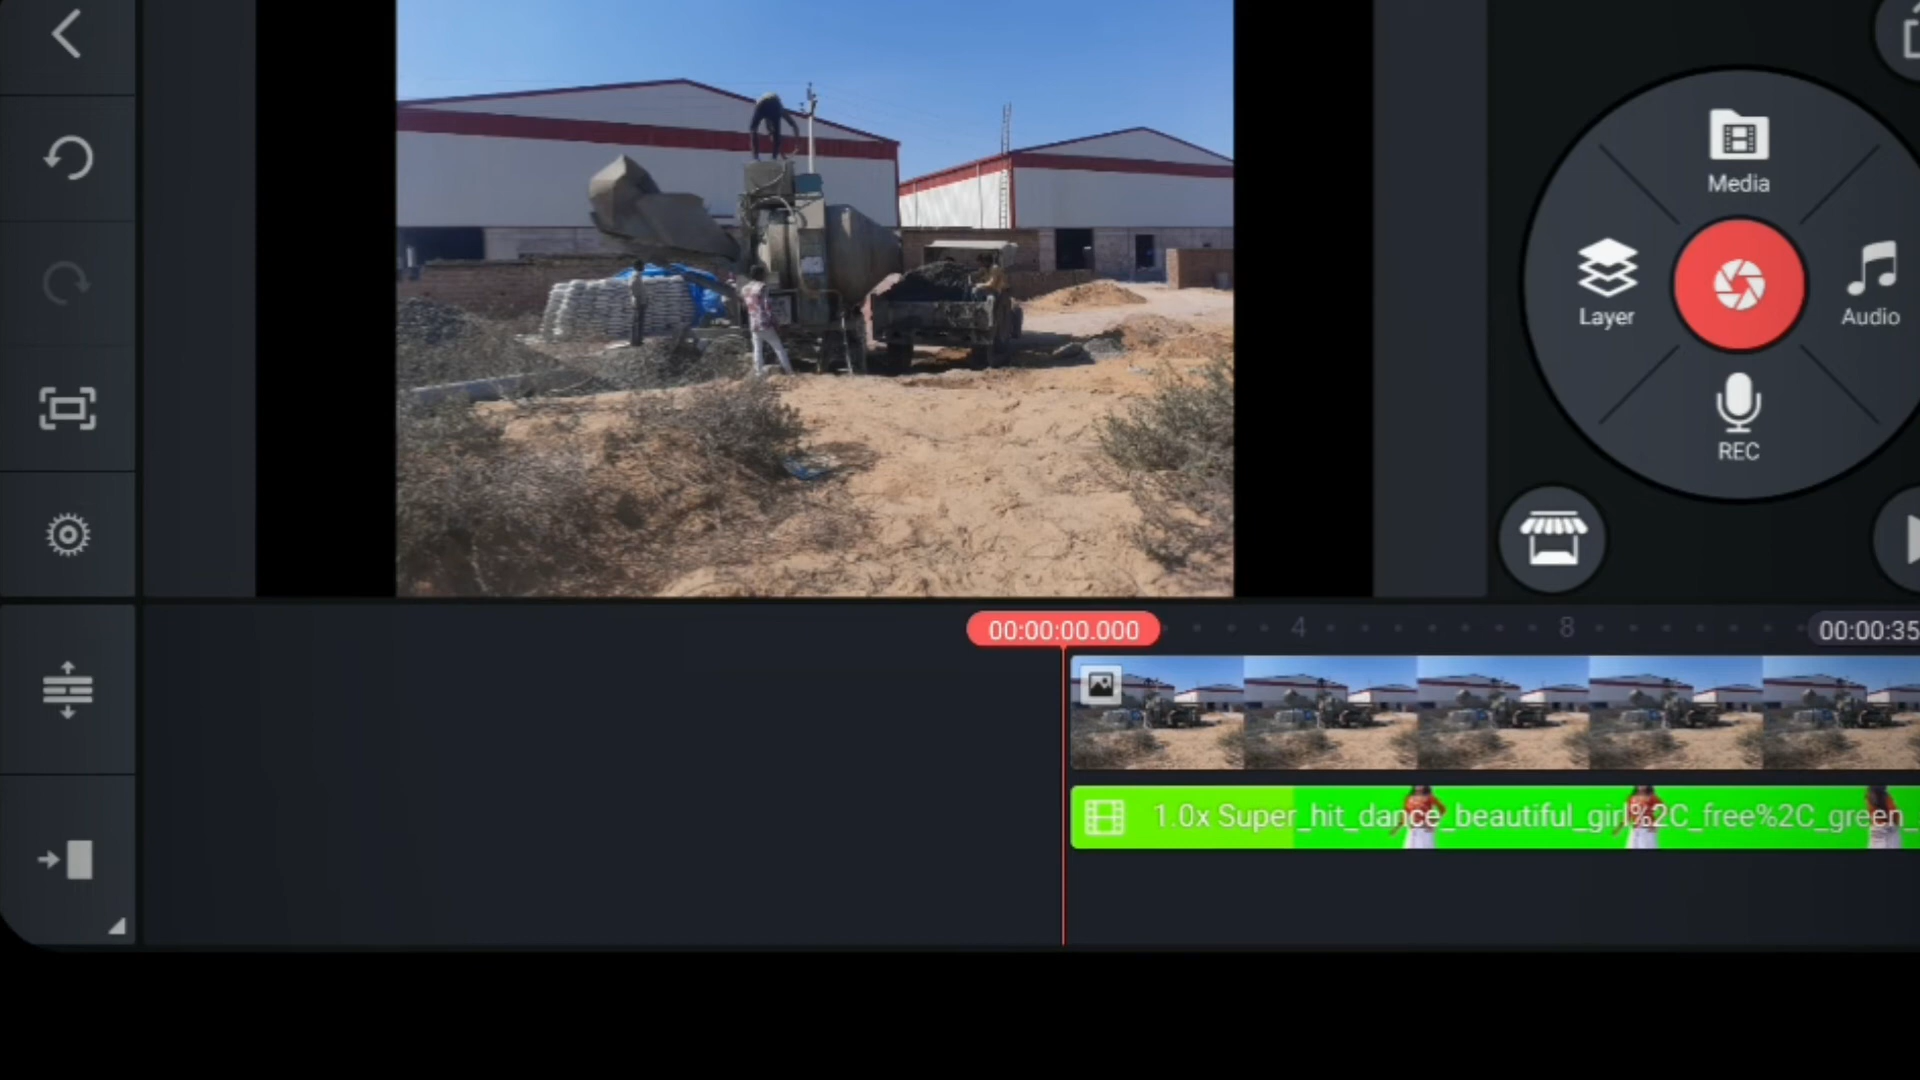 Media
Layer
Audio
REC
00:00:00.000
4
8
00:00:35
1.0x Super_hit_dance_beautiful_girl%2C_free%2C_green_